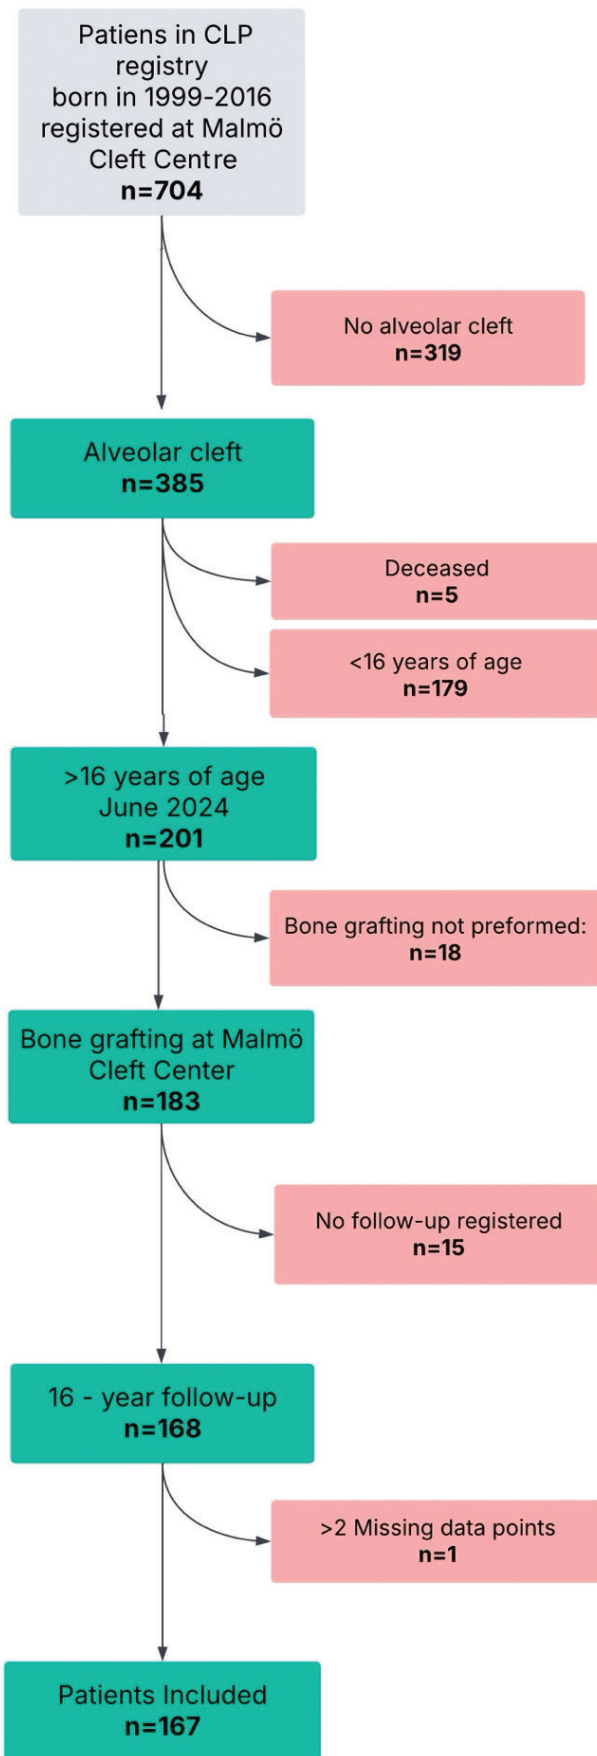 Patiens in CLP
registry
born in 1999-2016
registered at Malmö
Cleft Centre
n=704
No alveolar cleft
n=319
Alveolar cleft
n=385
Deceased
n=5
<16 years of age
n=179
>16 years of age
June 2024
n=201
Bone grafting not preformed:
n=18
Bone grafting at Malmö
Cleft Center
n=183
No follow-up registered
n=15
16 - year follow-up
n=168
>2 Missing data points
n=1
Patients Included
n=167